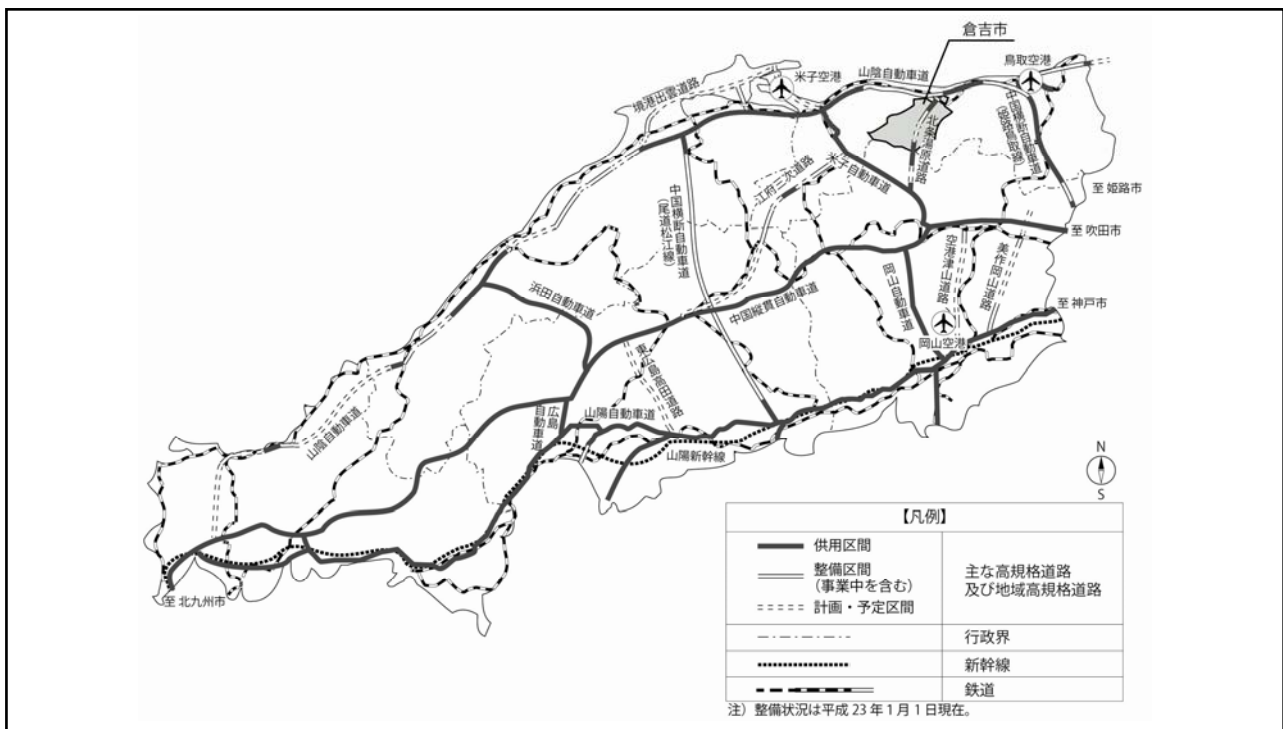 倉吉市
鳥取空港
米子空港
山陰自動車道
境港出雲道路
中国横断自動車道
(姫路鳥取線)
北条湯原道路
米子自動車道
江府三次道路
至 姫路市
中国横断自動車道
(尾道松江線)
至 吹田市
空港津山道路
美作岡山道路
岡山自動車道
浜田自動車道
中国縦貫自動車道
至 神戸市
岡山空港
東広島高田道路
山陰自動車道
広島
自動車道
山陽自動車道
山陽新幹線
至 北九州市
N
S
【凡例】
供用区間
整備区間
(事業中を含む)
計画・予定区間
主な高規格道路
及び地域高規格道路
行政界
新幹線
鉄道
注）整備状況は平成 23 年 1 月 1 日現在。